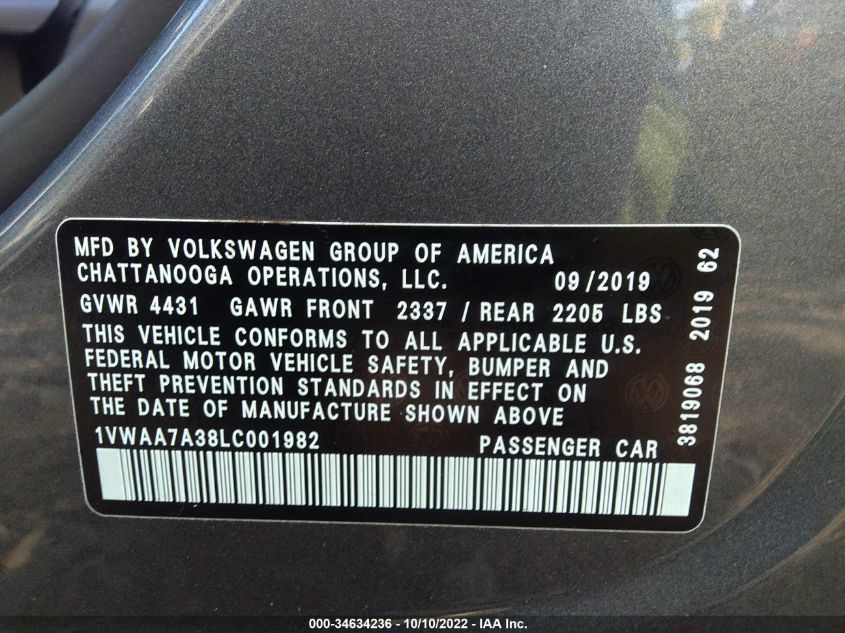 MFD BY VOLKSWAGEN GROUP OF AMERICA
CHATTANOOGA OPERATIONS, LLC. 09/2019
GVWR 4431 GAWR FRONT 2337 / REAR 2205 LBS
THIS VEHICLE CONFORMS TO ALL APPLICABLE U.S.
FEDERAL MOTOR VEHICLE SAFETY, BUMPER AND
THEFT PREVENTION STANDARDS IN EFFECT ON
THE DATE OF MANUFACTURE SHOWN ABOVE
1VWAA7A38LC001982 PASSENGER CAR
3819068 2019 62
000-34634236 - 10/10/2022 - IAA Inc.